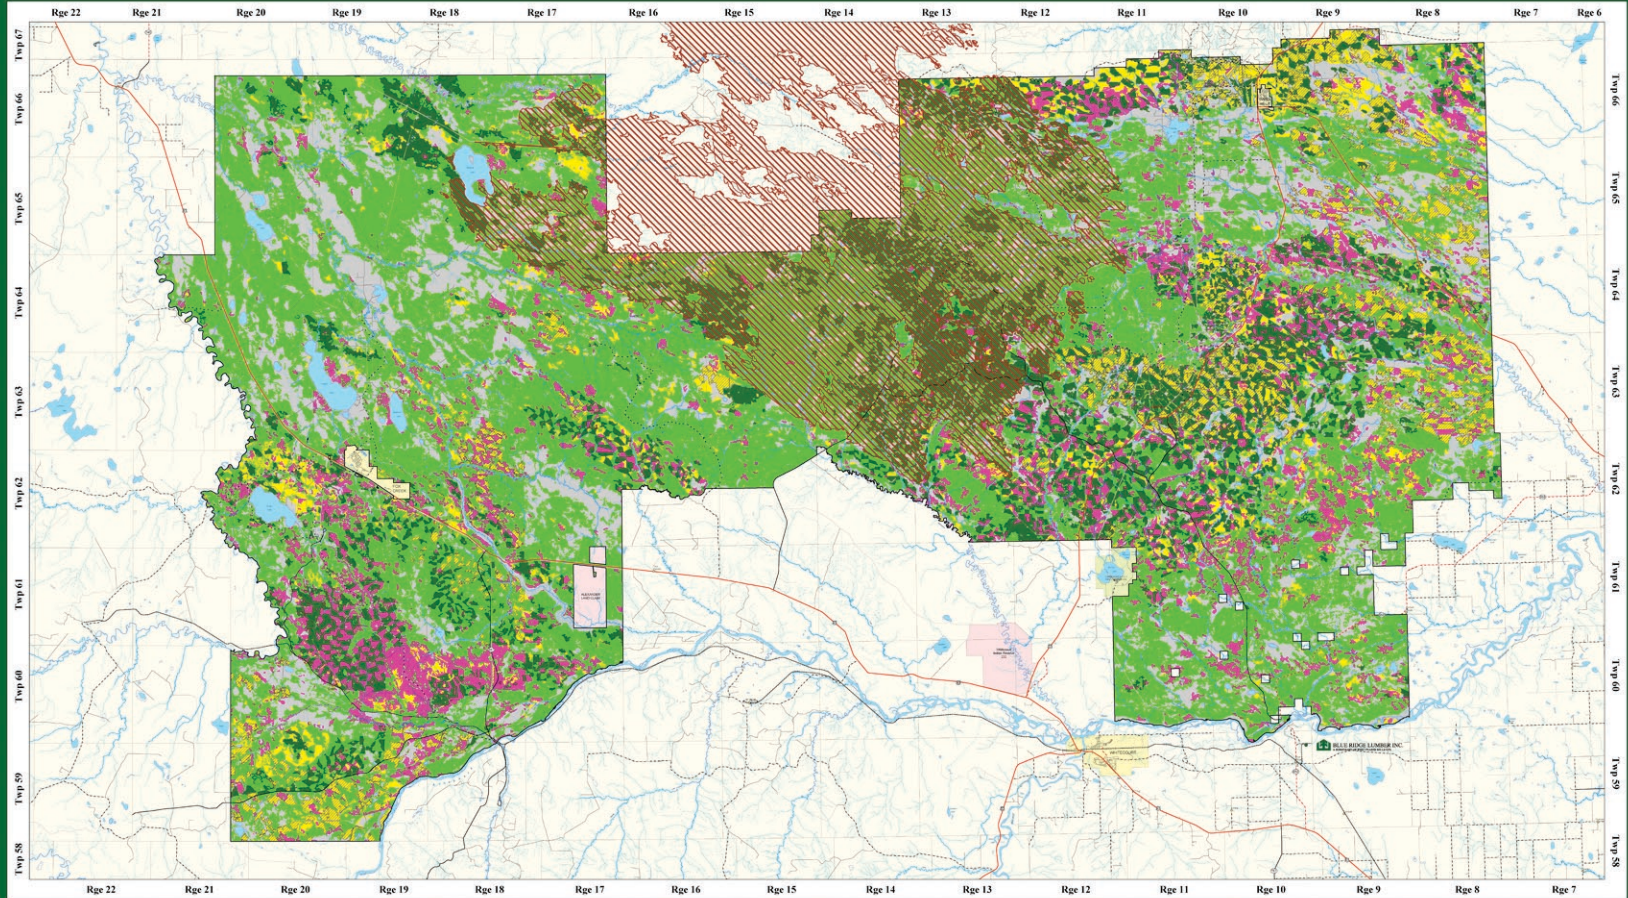 Rge 22 Rge 21 Rge 20 Rge 19 Rge 18 Rge 17 Rge 16 Rge 15 Rge 14 Rge 13 Rge 12 Rge 11 Rge 10 Rge 9 Rge 8 Rge 7 Rge 6
Twp 67
Twp 66
Twp 65
Twp 64
Twp 63
Twp 62
Twp 61
Twp 60
Twp 59
Twp 58
FOX
CREEK
WHITECOURT
BLUE RIDGE LUMBER INC.
Twp 66
Twp 65
Twp 64
Twp 63
Twp 62
Twp 61
Twp 60
Twp 59
Twp 58
Rge 22 Rge 21 Rge 20 Rge 19 Rge 18 Rge 17 Rge 16 Rge 15 Rge 14 Rge 13 Rge 12 Rge 11 Rge 10 Rge 9 Rge 8 Rge 7